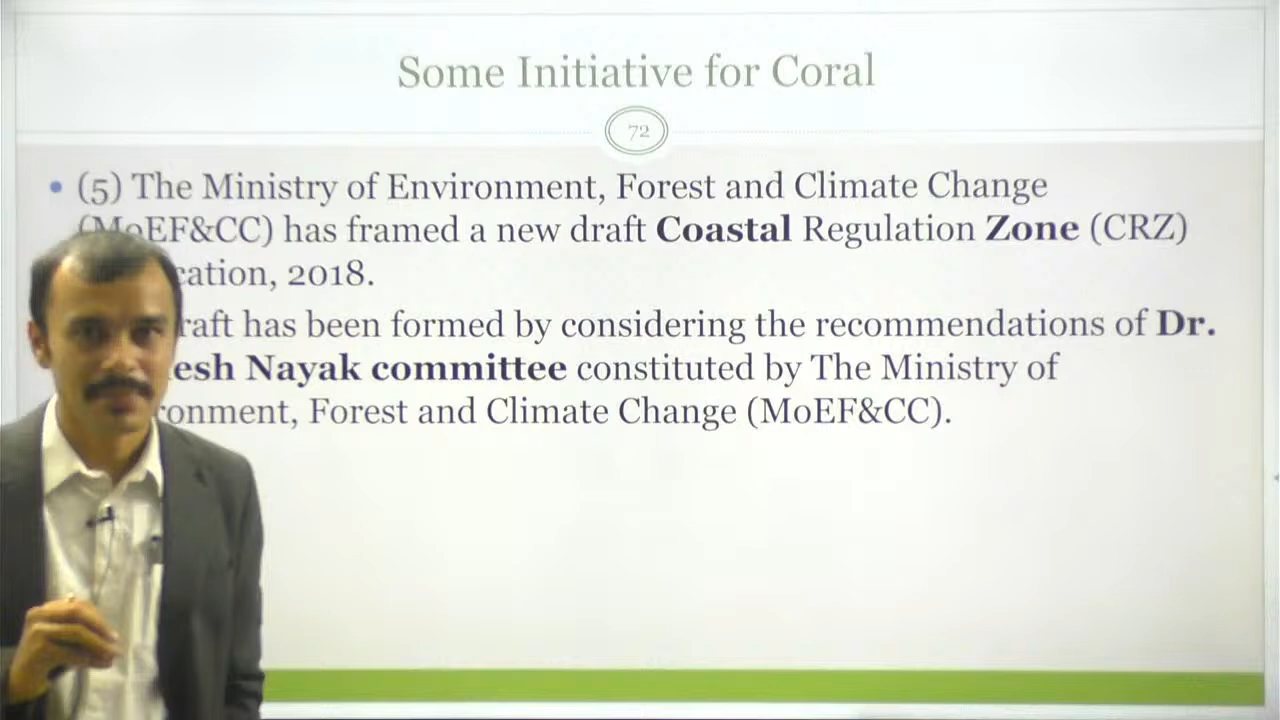 Some Initiative for Coral
72
• (5) The Ministry of Environment, Forest and Climate Change
(MoEF&CC) has framed a new draft Coastal Regulation Zone (CRZ)
2018.
has been formed by considering the recommendations of Dr.
Nayak committee constituted by The Ministry of
Forest and Climate Change (MoEF&CC).